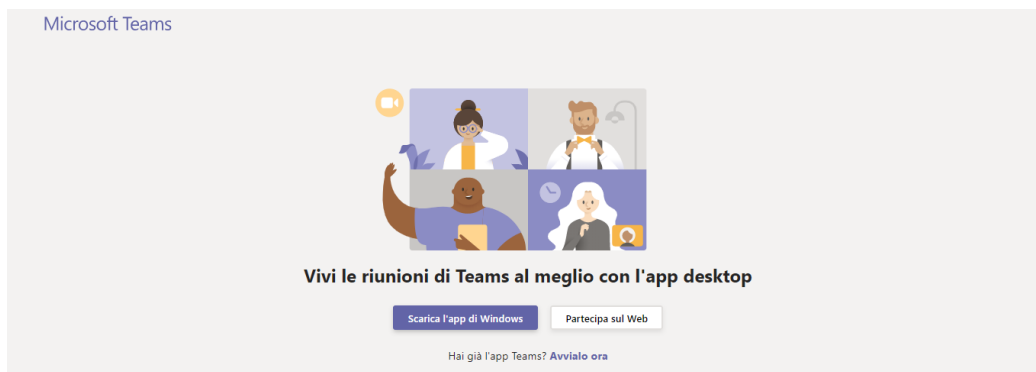 Microsoft Teams
Vivi le riunioni di Teams al meglio con l'app desktop
Scarica l'app di Windows
Partecipa sul Web
Hai già l'app Teams? Avvialo ora